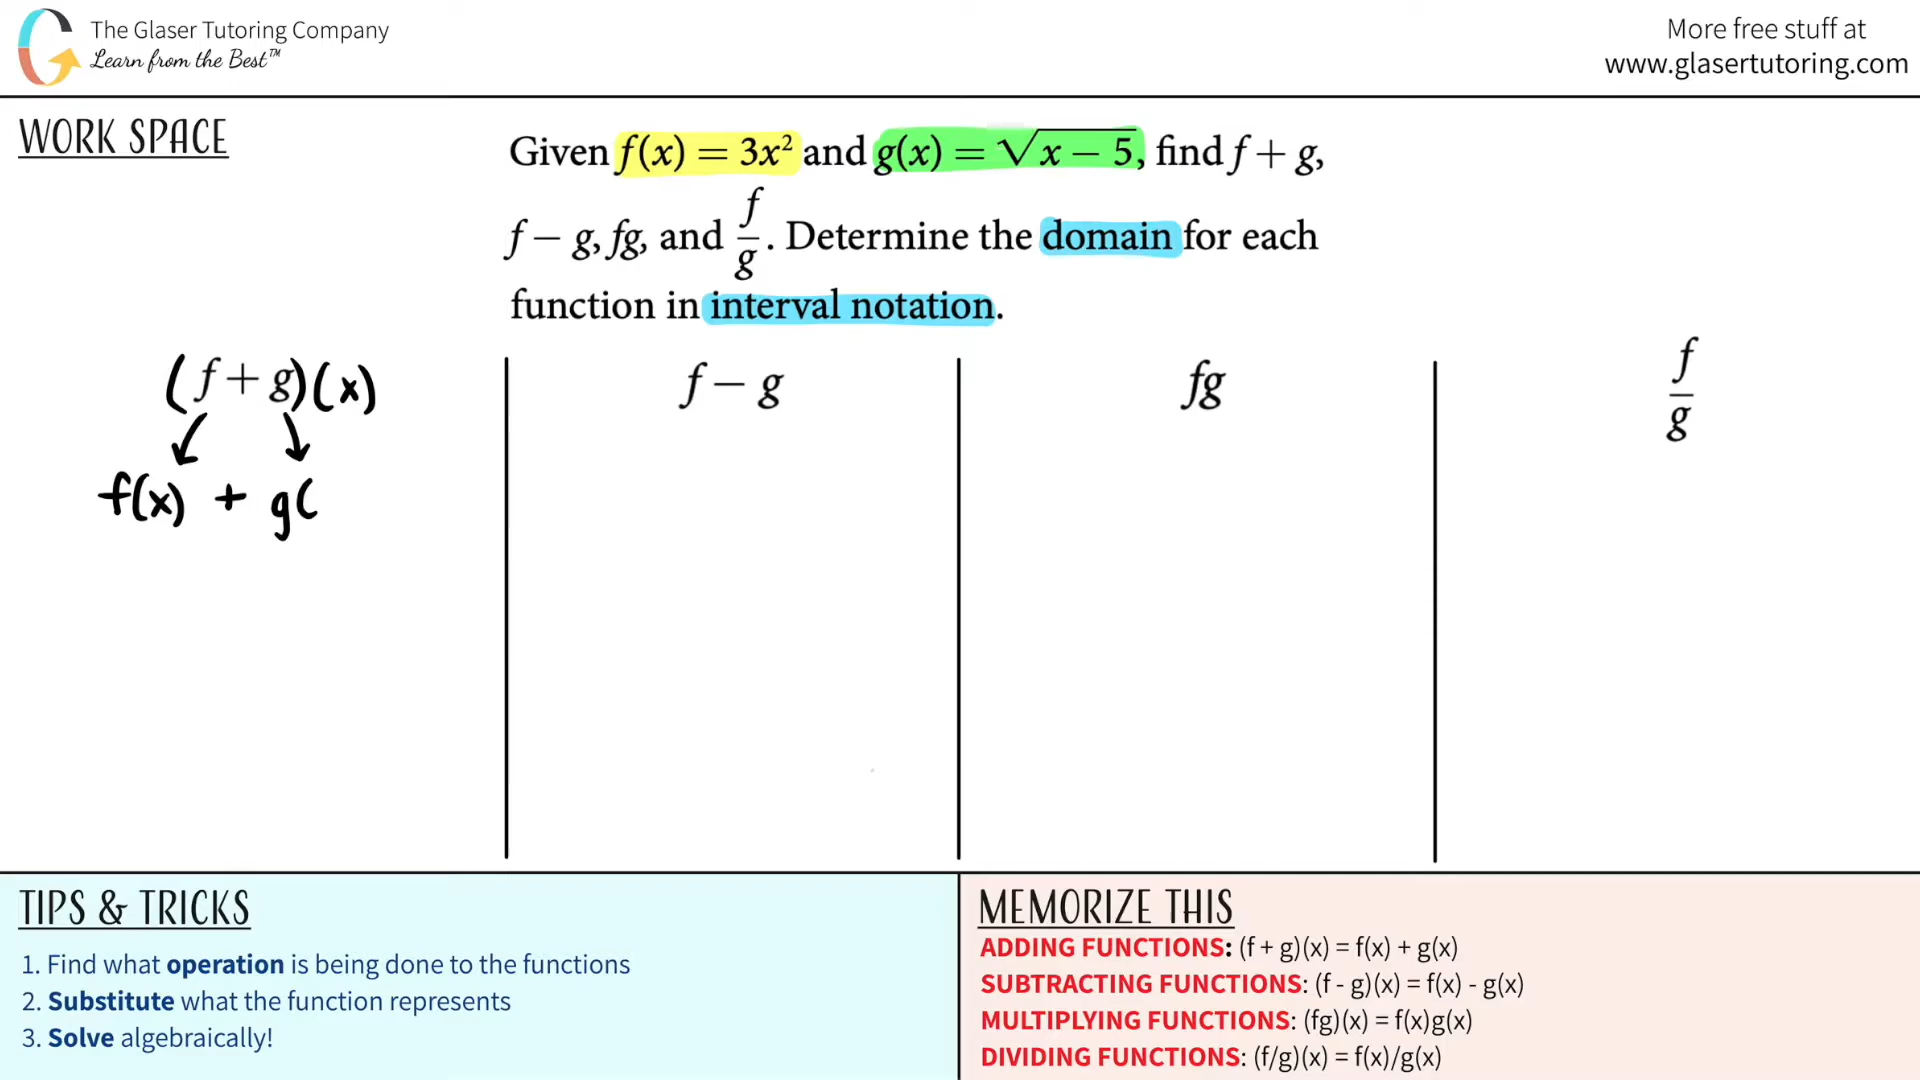 The Glaser Tutoring Company
Learn from the Best™
More free stuff at
www.glasertutoring.com
WORK SPACE
Given f(x) = 3x² and g(x) = √x − 5, find f + g,
f − g, fg, and f/g. Determine the domain for each
function in interval notation.
(f + g)(x)
f(x) + g(
f − g
fg
f/g
TIPS & TRICKS
1. Find what operation is being done to the functions
2. Substitute what the function represents
3. Solve algebraically!
MEMORIZE THIS
ADDING FUNCTIONS: (f + g)(x) = f(x) + g(x)
SUBTRACTING FUNCTIONS: (f - g)(x) = f(x) - g(x)
MULTIPLYING FUNCTIONS: (fg)(x) = f(x)g(x)
DIVIDING FUNCTIONS: (f/g)(x) = f(x)/g(x)